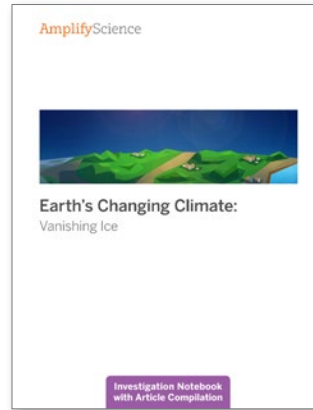 AmplifyScience
Earth's Changing Climate:
Vanishing Ice
Investigation Notebook
with Article Compilation